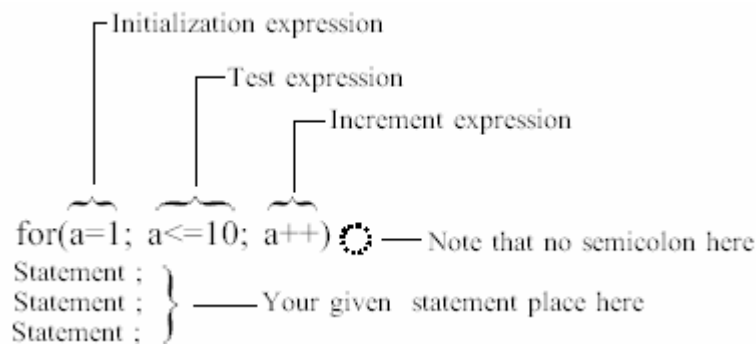 Initialization expression
Test expression
Increment expression
for(a=1; a<=10; a++)
Note that no semicolon here
Statement ;
Statement ;
Your given statement place here
Statement ;